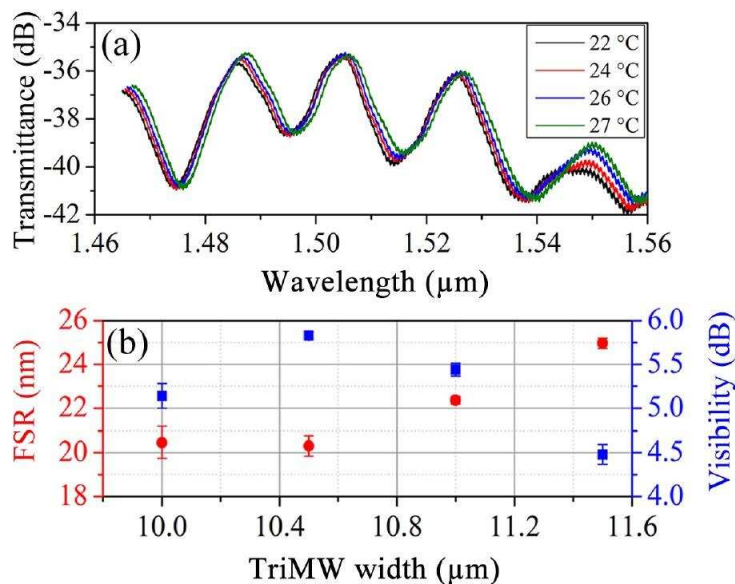 (a)
22 °C
24 °C
26 °C
27 °C
Transmittance (dB)
-34
-36
-38
-40
-42
1.46 1.48 1.50 1.52 1.54 1.56
Wavelength (µm)
(b)
FSR (nm)
26
24
22
20
18
Visibility (dB)
6.0
5.5
5.0
4.5
4.0
10.0 10.4 10.8 11.2 11.6
TriMW width (µm)